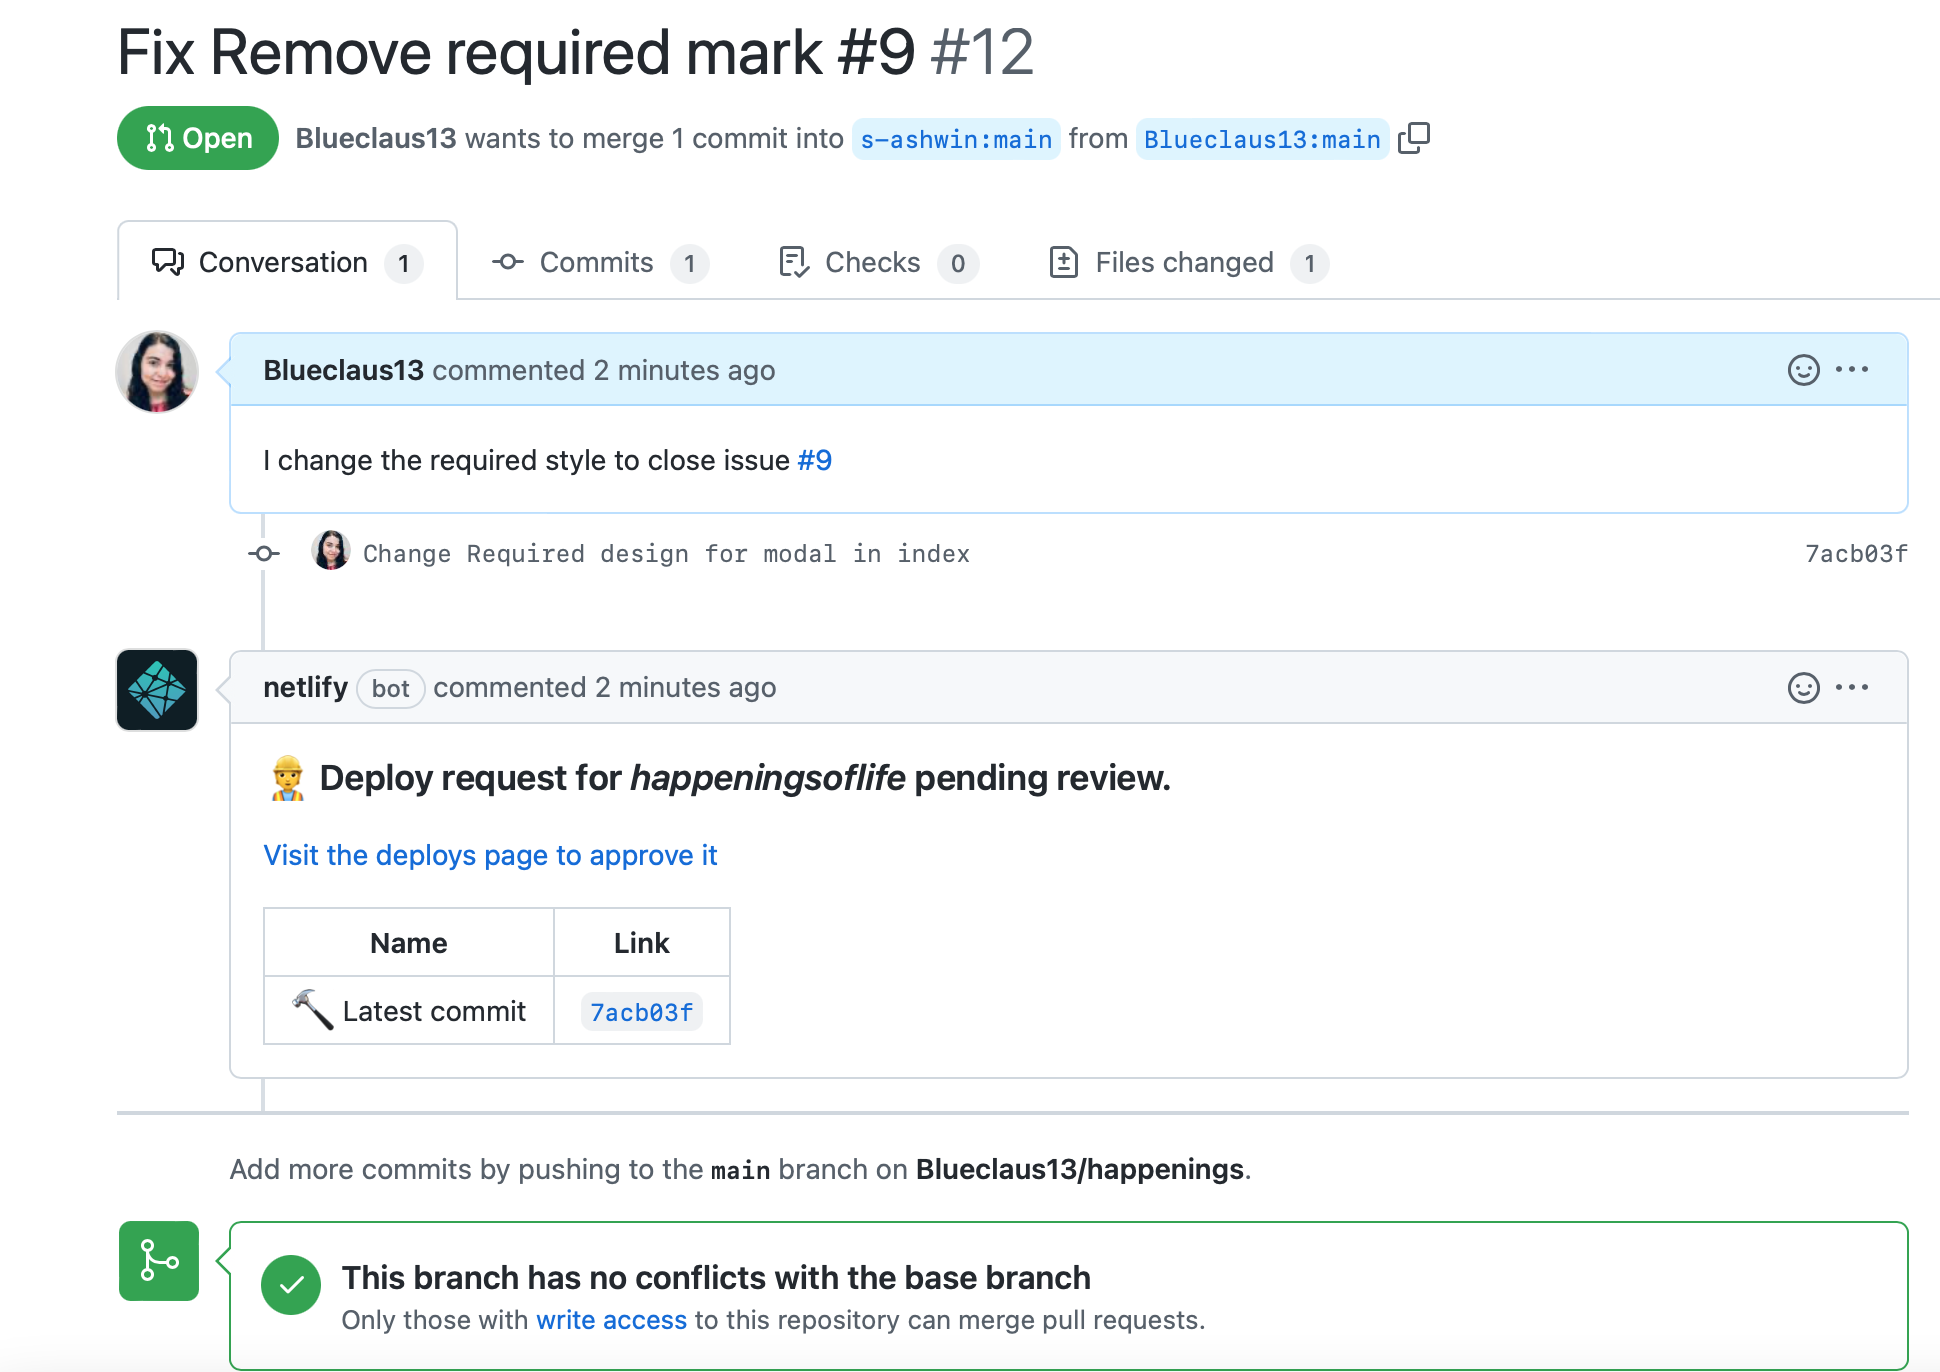 Fix Remove required mark #9 #12
Open Blueclaus13 wants to merge 1 commit into s-ashwin:main from Blueclaus13:main
Conversation 1 Commits 1 Checks 0 Files changed 1
Blueclaus13 commented 2 minutes ago
I change the required style to close issue #9
Change Required design for modal in index 7acb03f
netlify bot commented 2 minutes ago
Deploy request for happeningsoflife pending review.
Visit the deploys page to approve it
Name Link
Latest commit 7acb03f
Add more commits by pushing to the main branch on Blueclaus13/happenings.
This branch has no conflicts with the base branch
Only those with write access to this repository can merge pull requests.